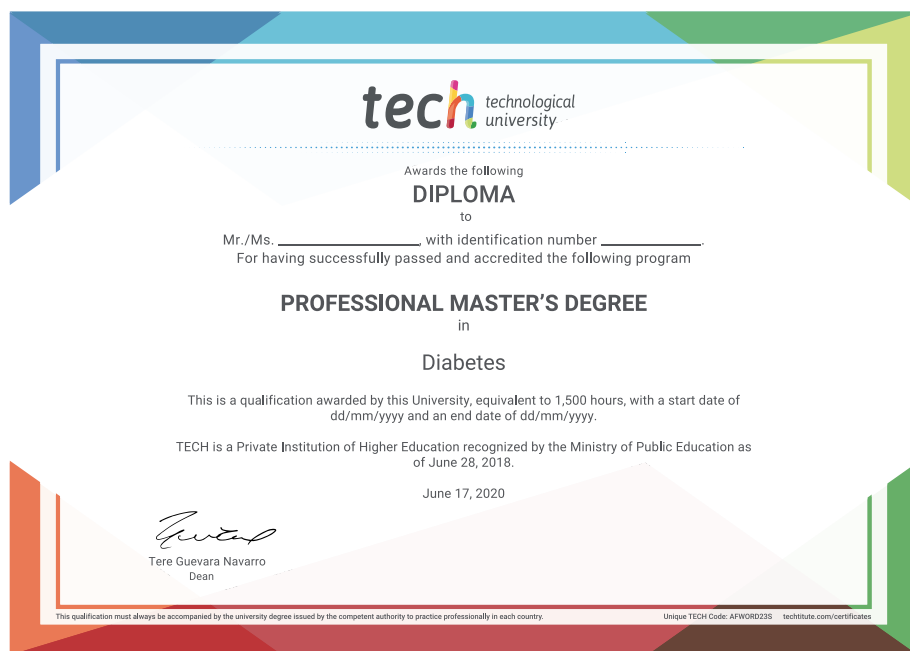 tech technological
university
Awards the following
DIPLOMA
to
Mr./Ms. ____________________, with identification number ______________.
For having successfully passed and accredited the following program
PROFESSIONAL MASTER'S DEGREE
in
Diabetes
This is a qualification awarded by this University, equivalent to 1,500 hours, with a start date of
dd/mm/yyyy and an end date of dd/mm/yyyy.
TECH is a Private Institution of Higher Education recognized by the Ministry of Public Education as
of June 28, 2018.
June 17, 2020
Tere Guevara Navarro
Dean
This qualification must always be accompanied by the university degree issued by the competent authority to practice professionally in each country.
Unique TECH Code: AFWORD23S techtitute.com/certificates